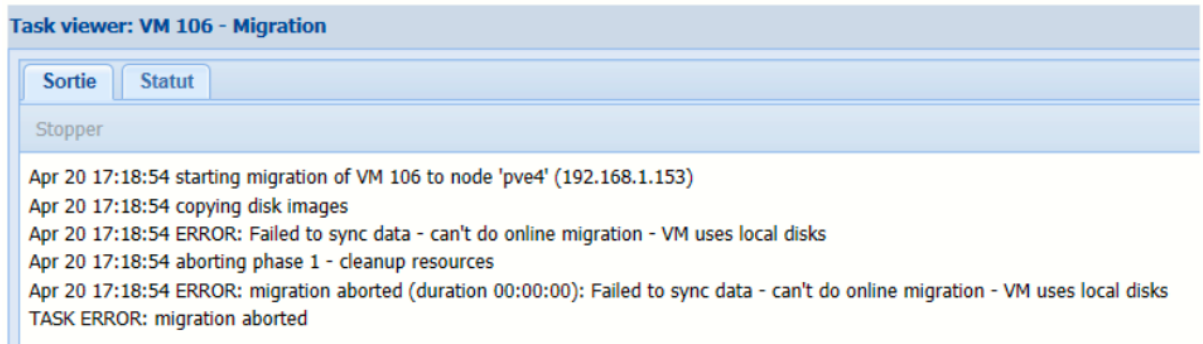 Task viewer: VM 106 - Migration
Sortie Statut
Stopper
Apr 20 17:18:54 starting migration of VM 106 to node 'pve4' (192.168.1.153)
Apr 20 17:18:54 copying disk images
Apr 20 17:18:54 ERROR: Failed to sync data - can't do online migration - VM uses local disks
Apr 20 17:18:54 aborting phase 1 - cleanup resources
Apr 20 17:18:54 ERROR: migration aborted (duration 00:00:00): Failed to sync data - can't do online migration - VM uses local disks
TASK ERROR: migration aborted